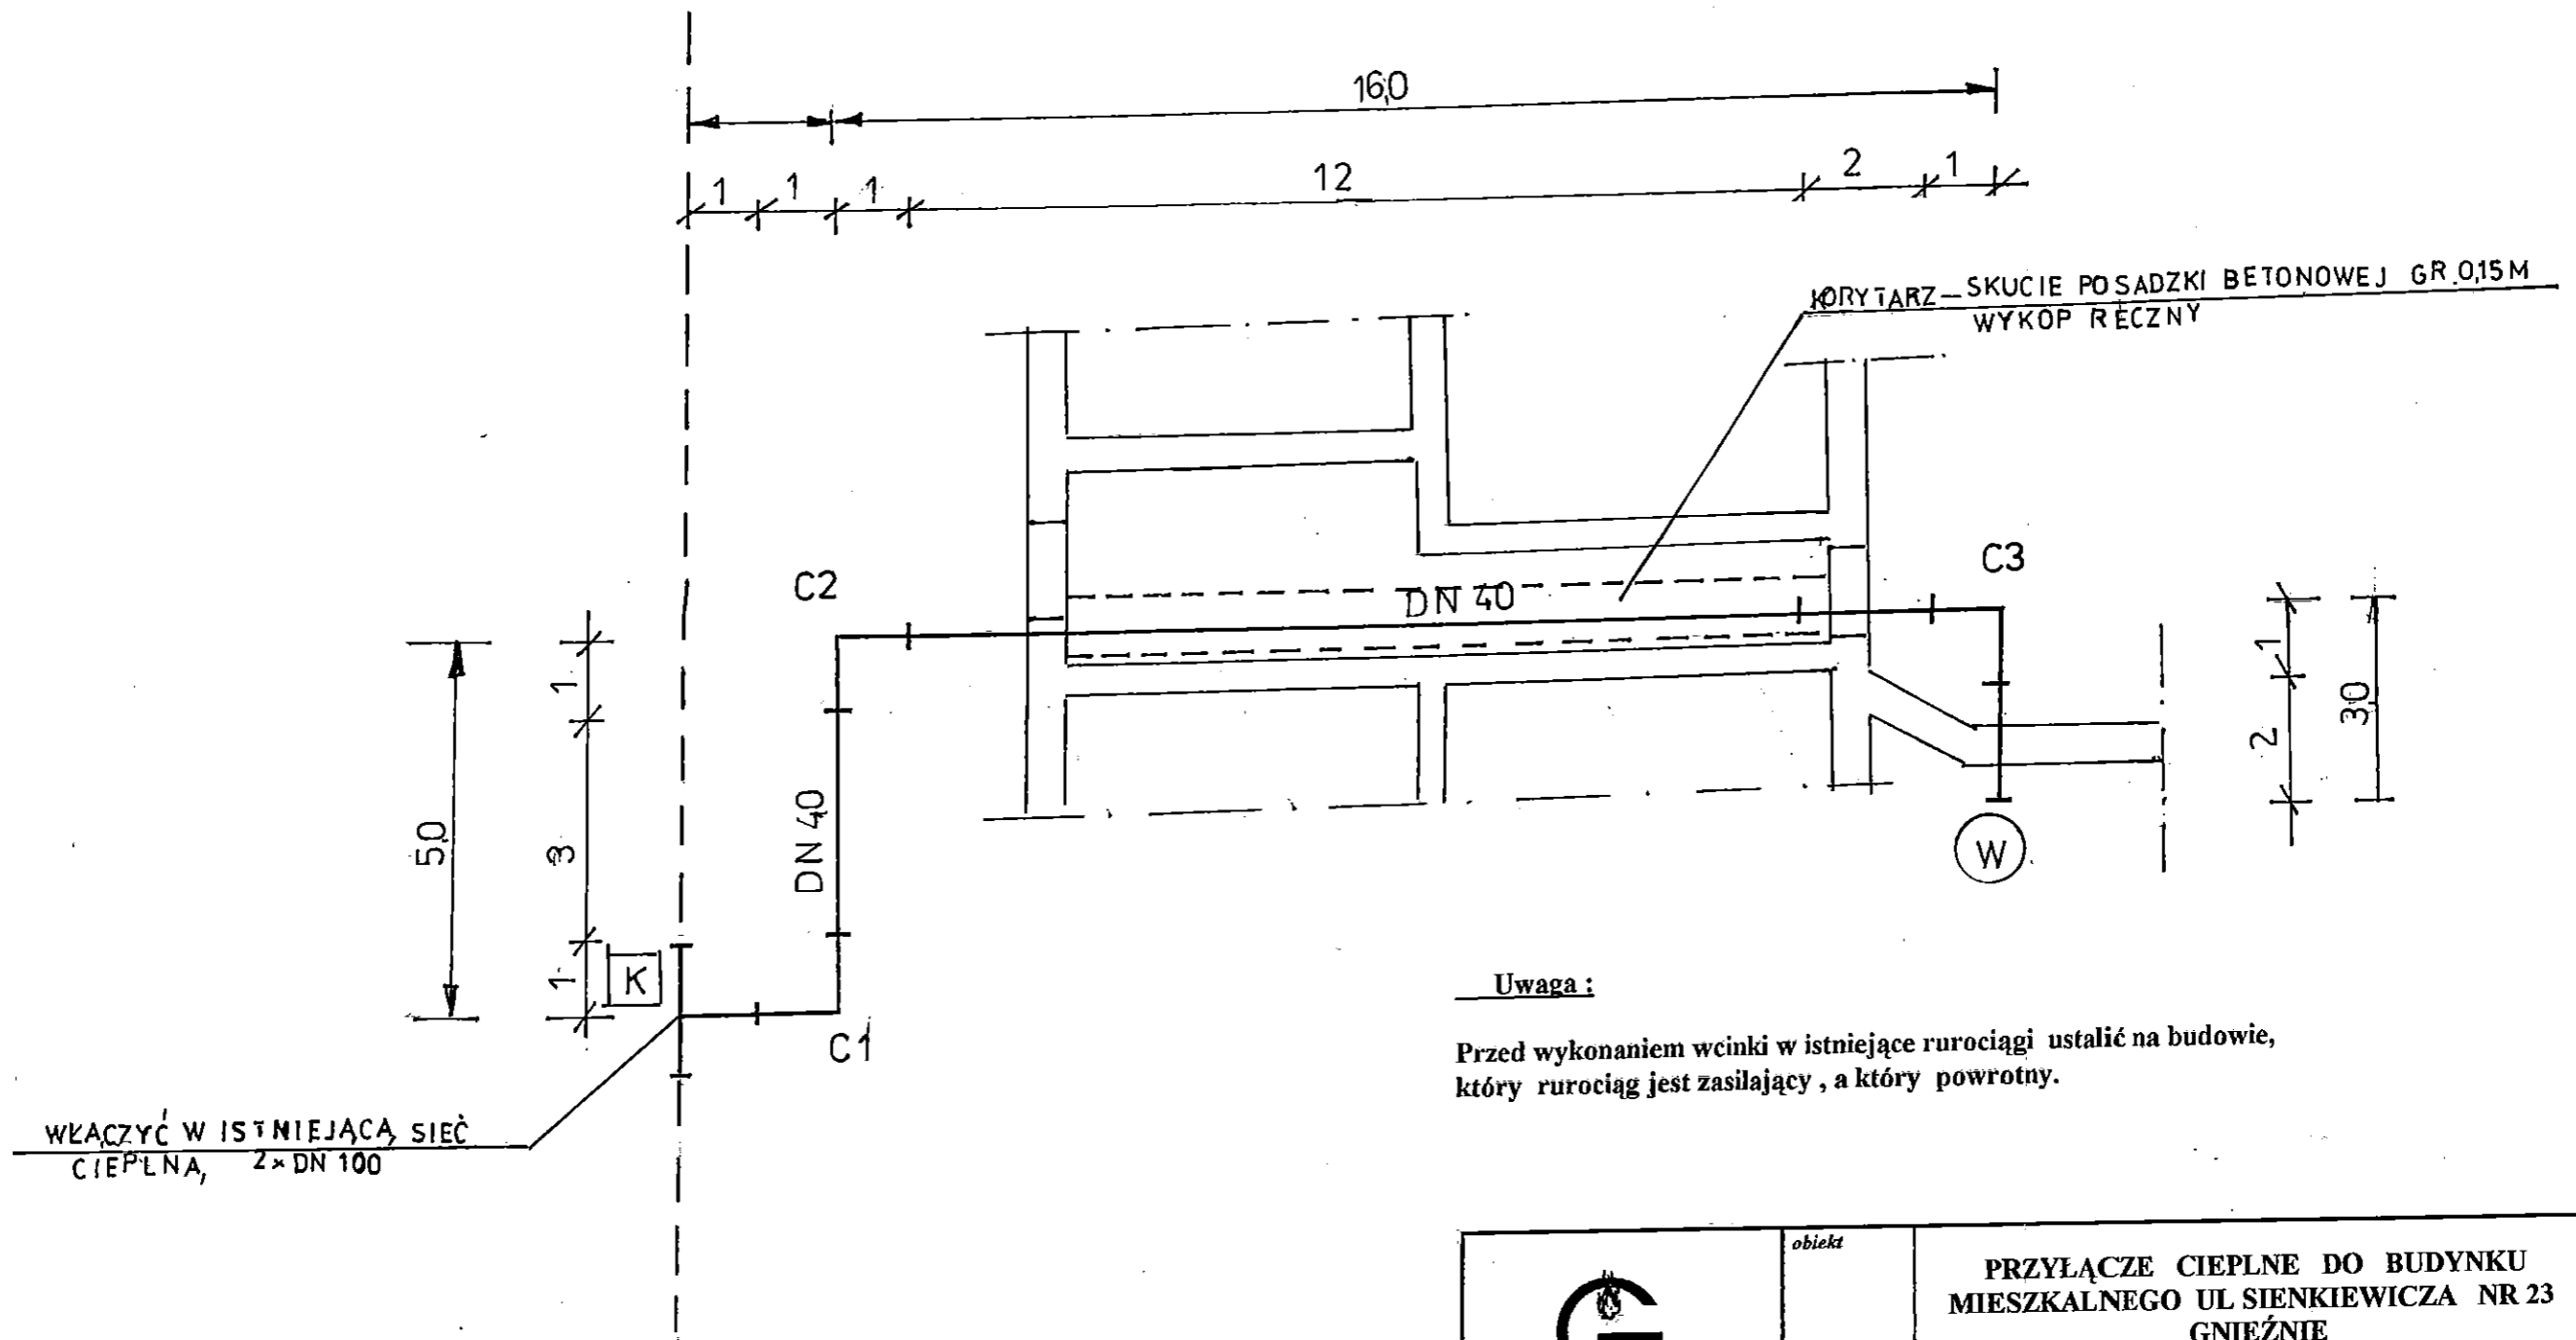 16,0
1 1 1 12 2 1
KORYTARZ – SKUCIE POSADZKI BETONOWEJ GR.0,15M
WYKOP RĘCZNY
C2
DN 40
C3
1
3
1
5,0
DN 40
1
2
3,0
K
W
C1
WŁĄCZYĆ W ISTNIEJĄCĄ SIEĆ
CIEPLNĄ, 2×DN 100
Uwaga :
Przed wykonaniem wcinki w istniejące rurociągi ustalić na budowie,
który rurociąg jest zasilający , a który powrotny.
obiekt
PRZYŁĄCZE CIEPLNE DO BUDYNKU
MIESZKALNEGO UL SIENKIEWICZA NR 23
GNIEŹNIE